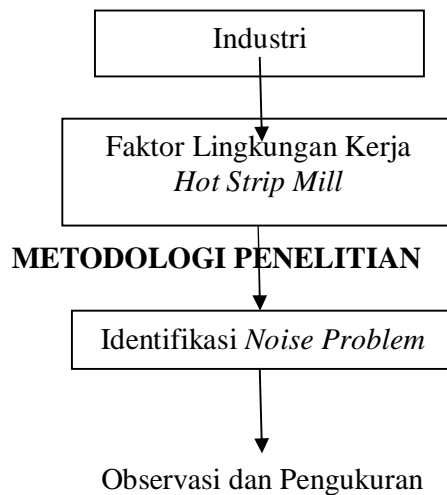 Industri
Faktor Lingkungan Kerja
Hot Strip Mill
METODOLOGI PENELITIAN
Identifikasi Noise Problem
Observasi dan Pengukuran